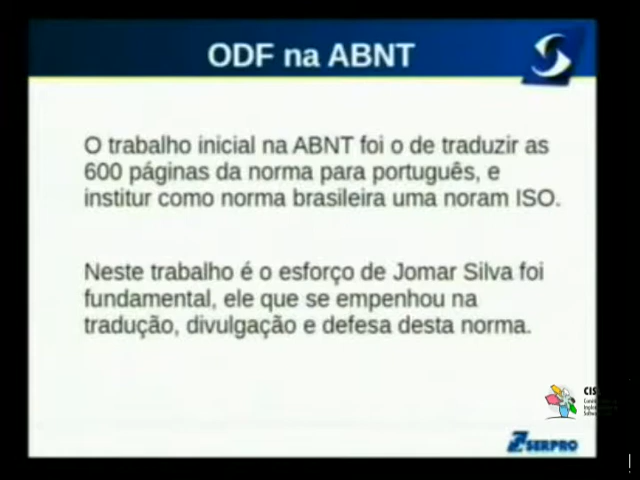 ODF na ABNT
O trabalho inicial na ABNT foi o de traduzir as
600 páginas da norma para português, e
institur como norma brasileira uma noram ISO.
Neste trabalho é o esforço de Jomar Silva foi
fundamental, ele que se empenhou na
tradução, divulgação e defesa desta norma.
CIS
SERPRO